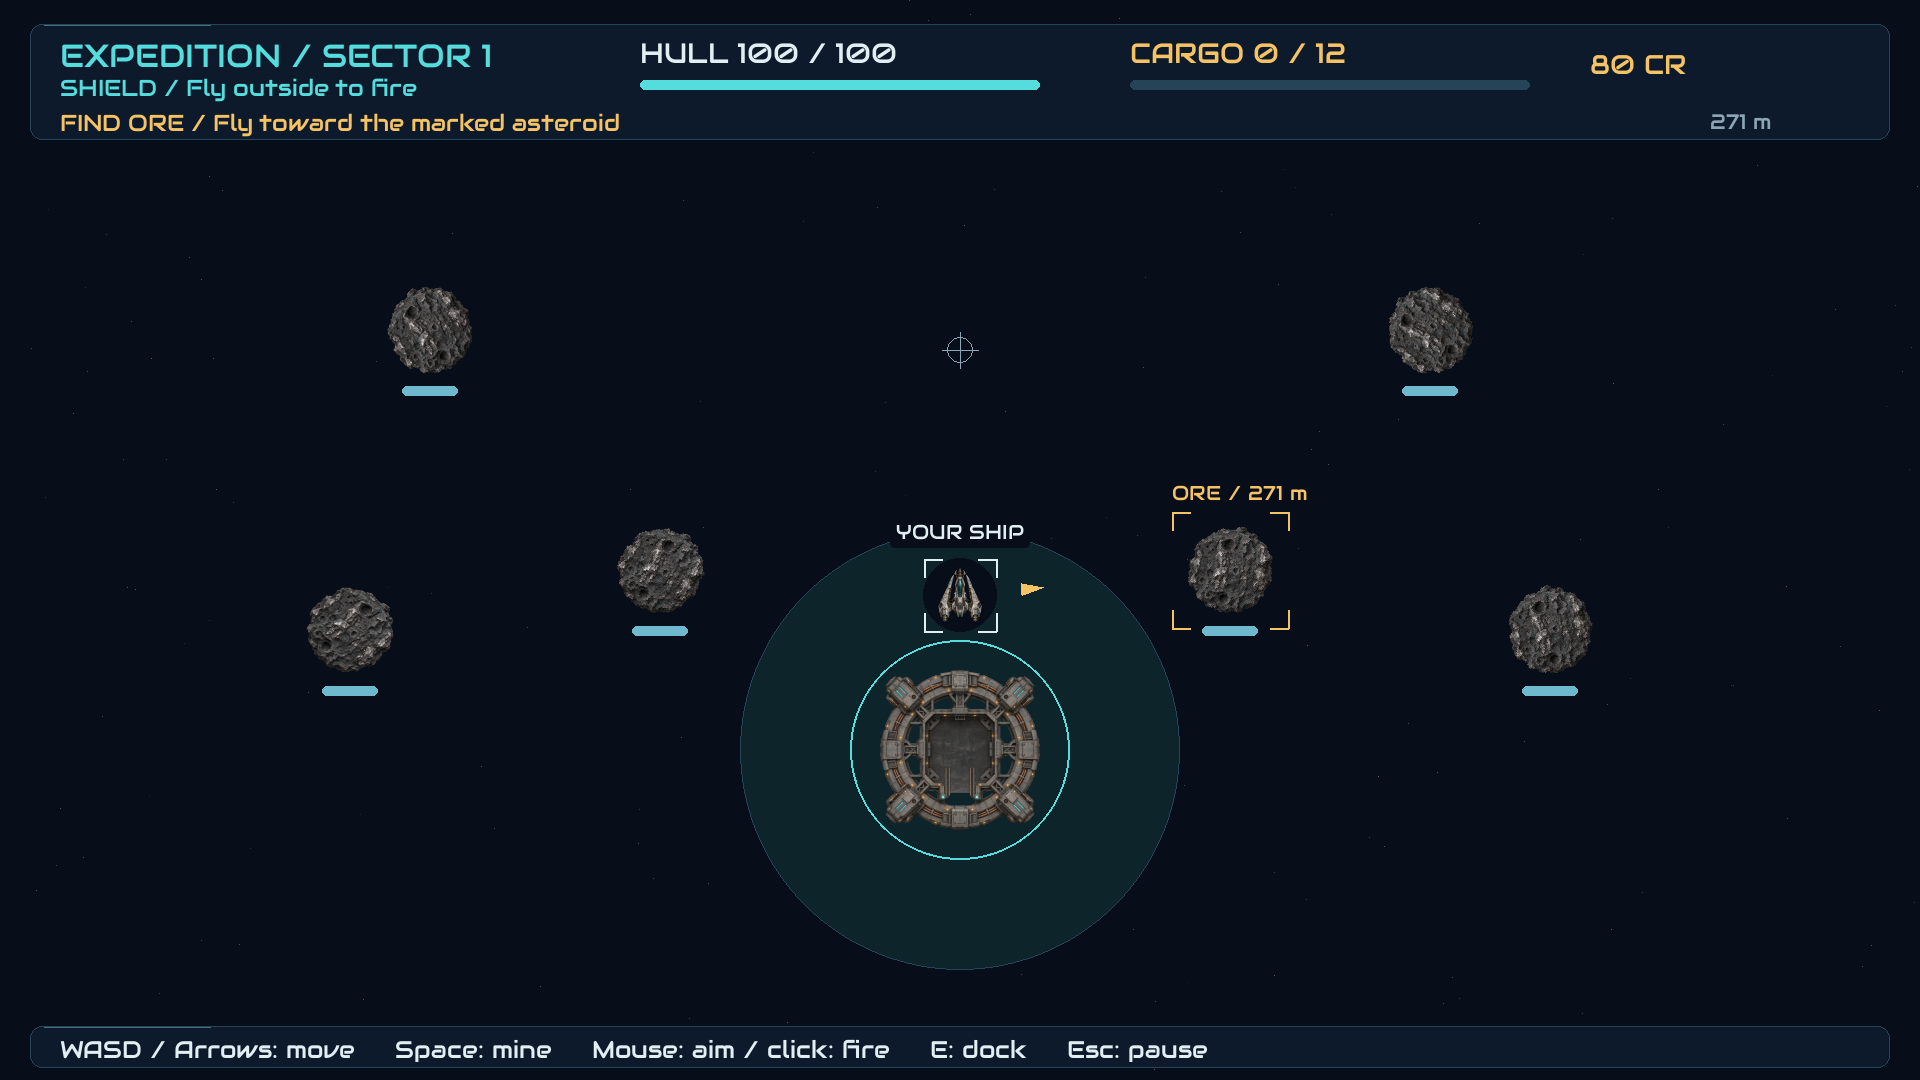 EXPEDITION / SECTOR 1
SHIELD / Fly outside to fire
FIND ORE / Fly toward the marked asteroid
HULL 100 / 100
CARGO 0 / 12
80 CR
271 m
ORE / 271 m
YOUR SHIP
WASD / Arrows: move Space: mine Mouse: aim / click: fire E: dock Esc: pause